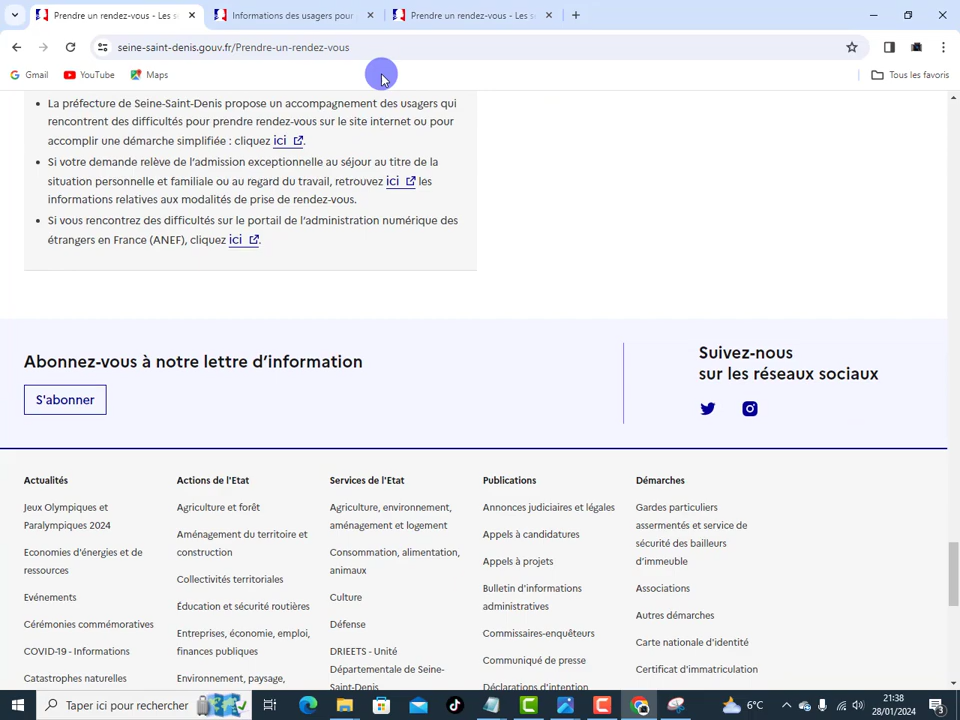 Prendre un rendez-vous - Les s
Informations des usagers pour
Prendre un rendez-vous - Les s
seine-saint-denis.gouv.fr/Prendre-un-rendez-vous
Gmail
YouTube
Maps
Tous les favoris
La préfecture de Seine-Saint-Denis propose un accompagnement des usagers qui
rencontrent des difficultés pour prendre rendez-vous sur le site internet ou pour
accomplir une démarche simplifiée : cliquez ici.
Si votre demande relève de l'admission exceptionnelle au séjour au titre de la
situation personnelle et familiale ou au regard du travail, retrouvez ici les
informations relatives aux modalités de prise de rendez-vous.
Si vous rencontrez des difficultés sur le portail de l'administration numérique des
étrangers en France (ANEF), cliquez ici.
Abonnez-vous à notre lettre d'information
S'abonner
Suivez-nous
sur les réseaux sociaux
Actualités
Jeux Olympiques et
Paralympiques 2024
Economies d'énergies et de
ressources
Evénements
Cérémonies commémoratives
COVID-19 - Informations
Catastrophes naturelles
Actions de l'Etat
Agriculture et forêt
Aménagement du territoire et
construction
Collectivités territoriales
Éducation et sécurité routières
Entreprises, économie, emploi,
finances publiques
Environnement, paysage,
Services de l'Etat
Agriculture, environnement,
aménagement et logement
Consommation, alimentation,
animaux
Culture
Défense
DRIEETS - Unité
Départementale de Seine-
Saint-Denis
Publications
Annonces judiciaires et légales
Appels à candidatures
Appels à projets
Bulletin d'informations
administratives
Commissaires-enquêteurs
Communiqué de presse
Déclarations d'intention
Démarches
Gardes particuliers
assermentés et service de
sécurité des bailleurs
d'immeuble
Associations
Autres démarches
Carte nationale d'identité
Certificat d'immatriculation
Taper ici pour rechercher
6°C
21:38
28/01/2024
3